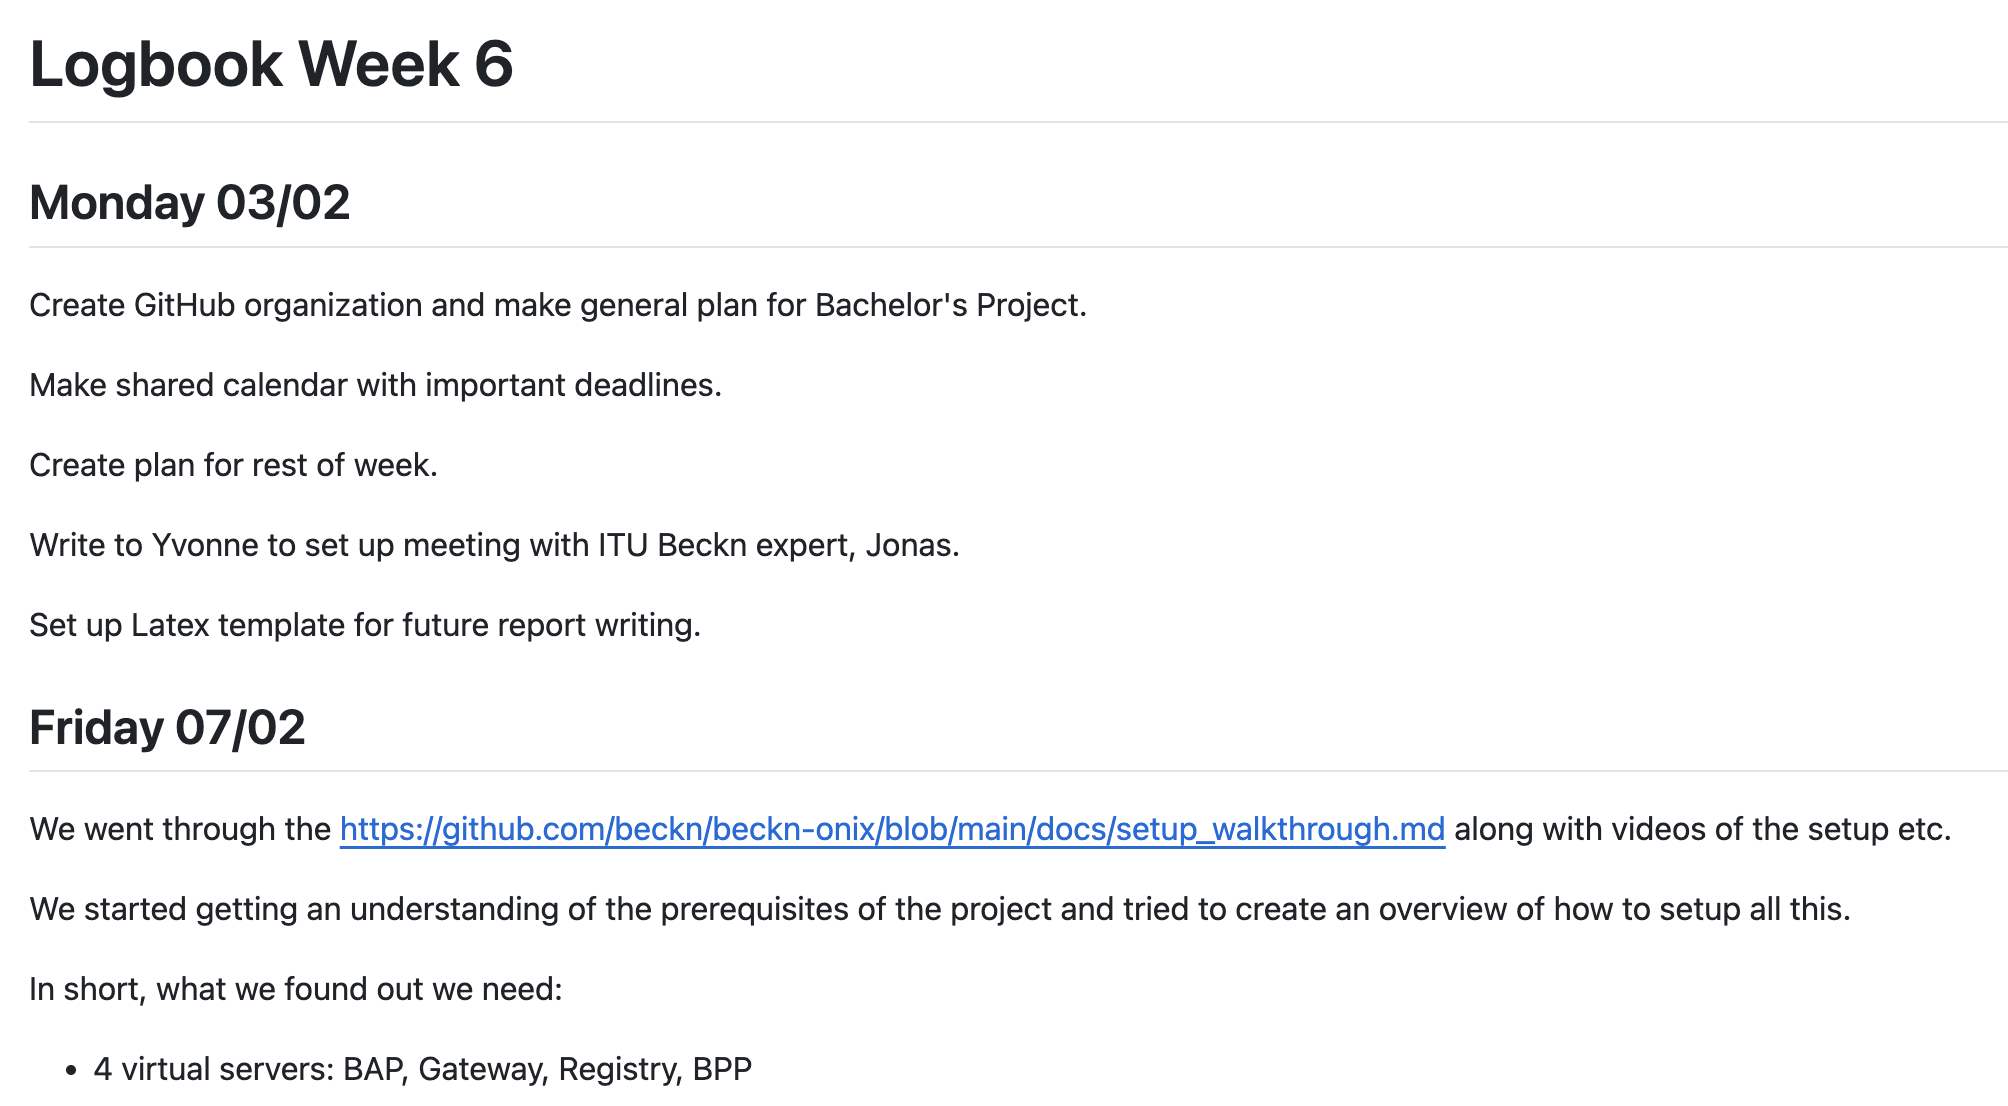 Logbook Week 6
Monday 03/02
Create GitHub organization and make general plan for Bachelor's Project.
Make shared calendar with important deadlines.
Create plan for rest of week.
Write to Yvonne to set up meeting with ITU Beckn expert, Jonas.
Set up Latex template for future report writing.
Friday 07/02
We went through the https://github.com/beckn/beckn-onix/blob/main/docs/setup_walkthrough.md along with videos of the setup etc.
We started getting an understanding of the prerequisites of the project and tried to create an overview of how to setup all this.
In short, what we found out we need:
• 4 virtual servers: BAP, Gateway, Registry, BPP